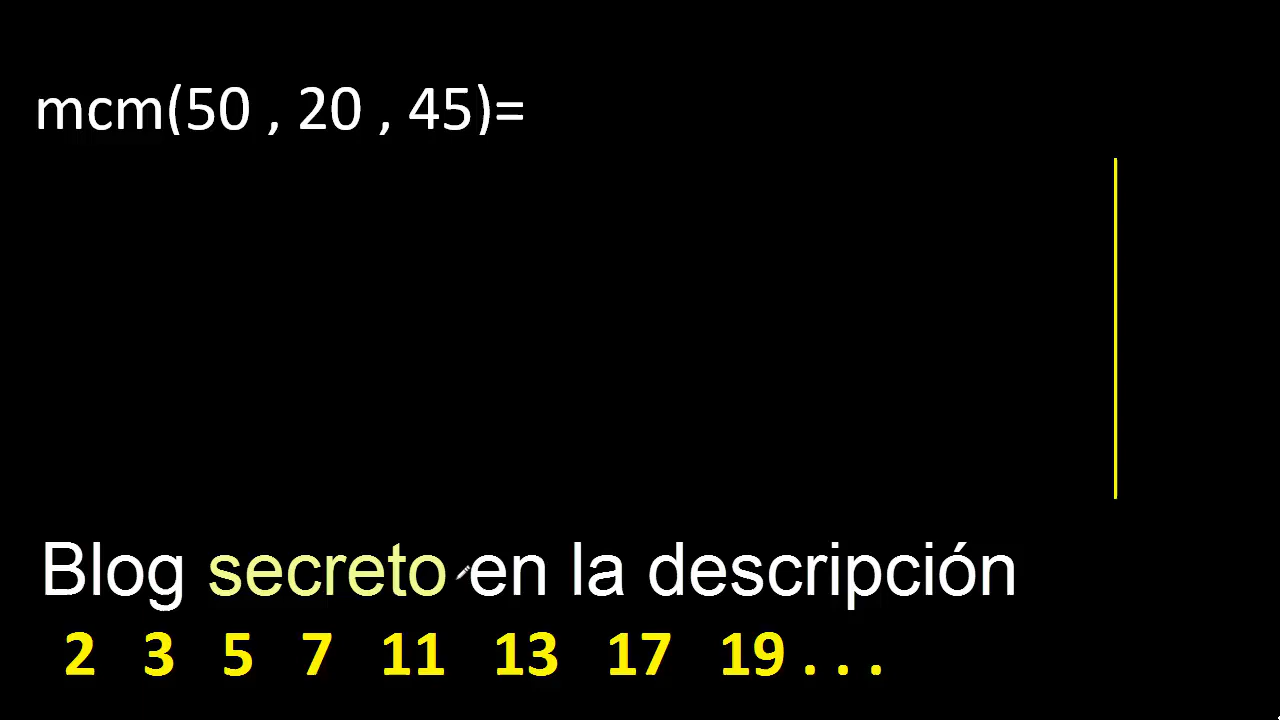 mcm(50 , 20 , 45)=
Blog secreto en la descripción
2 3 5 7 11 13 17 19 . . .